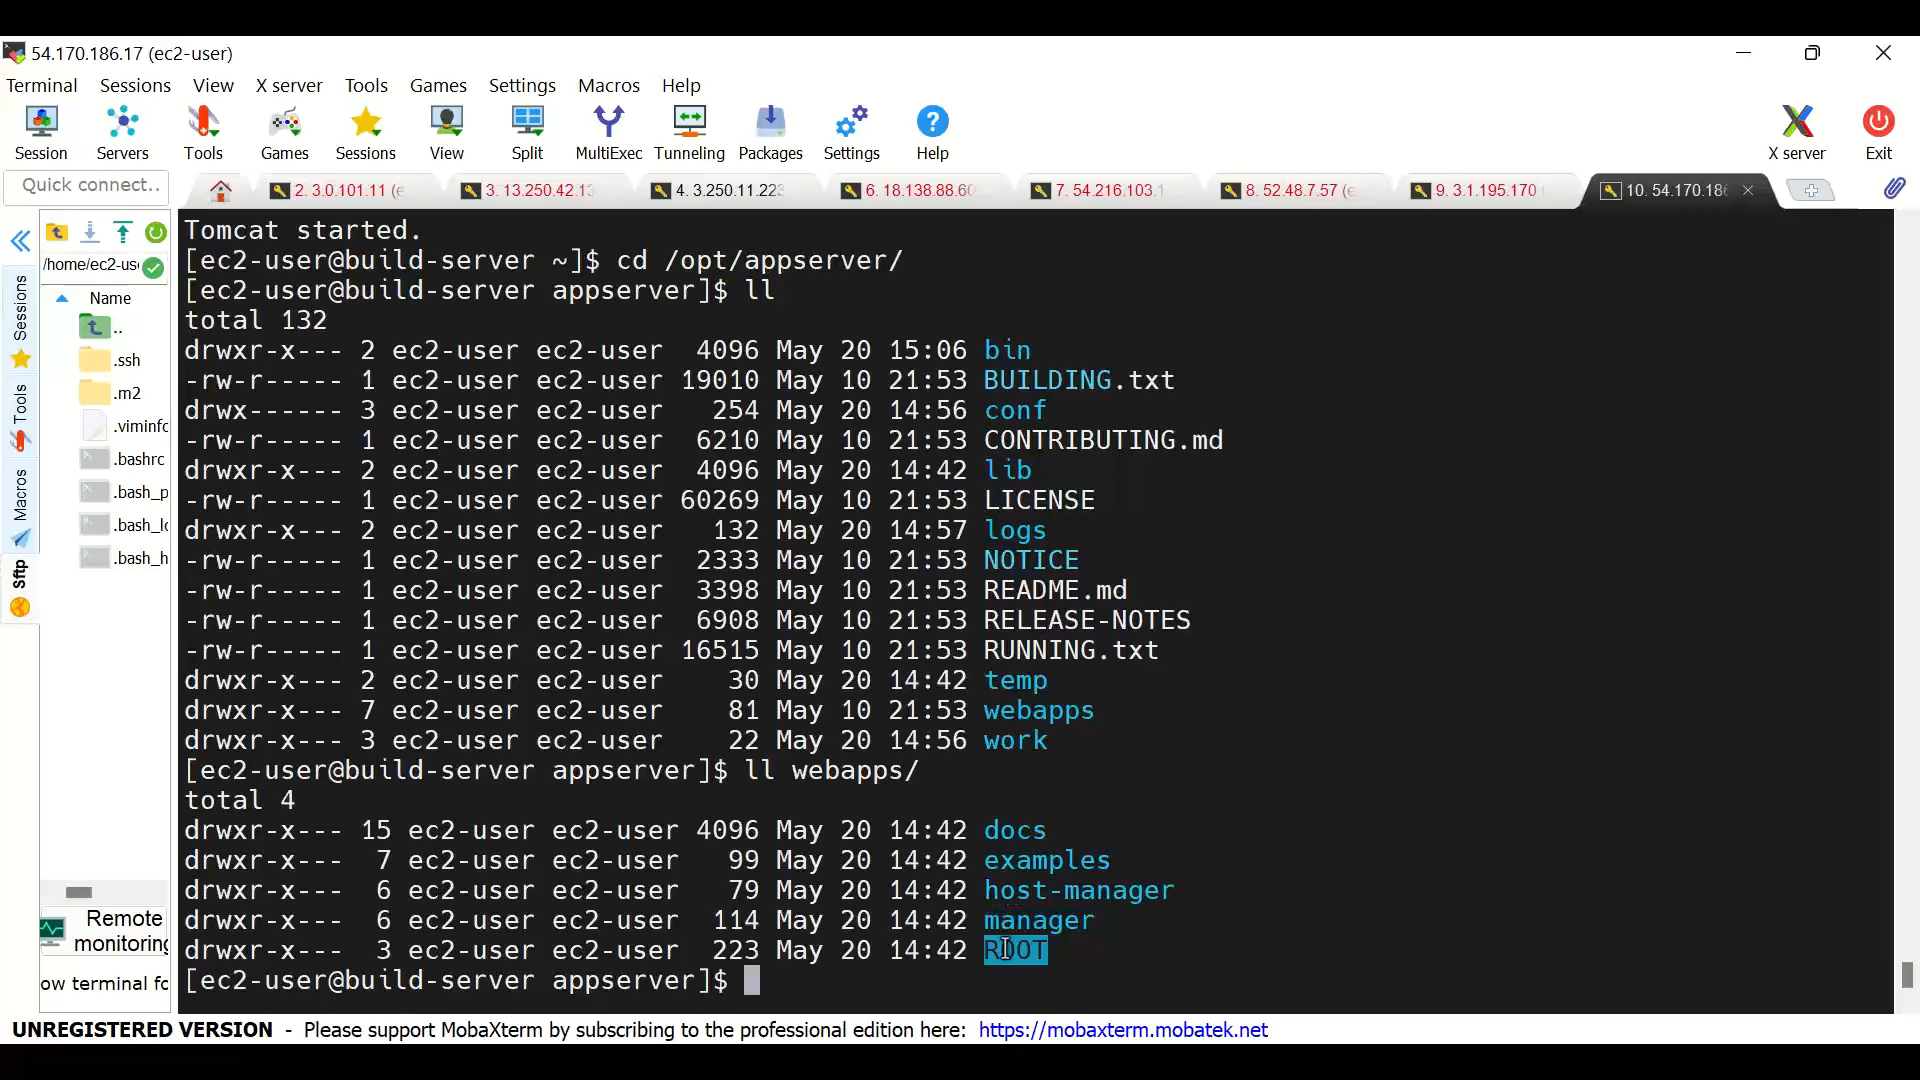 54.170.186.17 (ec2-user)
Terminal Sessions View X server Tools Games Settings Macros Help
Session Servers Tools Games Sessions View Split MultiExec Tunneling Packages Settings Help X server Exit
Quick connect.. 2. 3.0.101.11 (e 3. 13.250.42.13 4. 3.250.11.223 6. 18.138.88.60 7. 54.216.103.1 8. 52.48.7.57 (e 9. 3.1.195.170 10. 54.170.186
/home/ec2-us
Name
..
.ssh
.m2
.viminfo
.bashrc
.bash_p
.bash_lo
.bash_h
Remote
monitoring
ow terminal fo
Sessions
Tools
Macros
Sftp
Tomcat started.
[ec2-user@build-server ~]$ cd /opt/appserver/
[ec2-user@build-server appserver]$ ll
total 132
drwxr-x--- 2 ec2-user ec2-user 4096 May 20 15:06 bin
-rw-r----- 1 ec2-user ec2-user 19010 May 10 21:53 BUILDING.txt
drwx------ 3 ec2-user ec2-user 254 May 20 14:56 conf
-rw-r----- 1 ec2-user ec2-user 6210 May 10 21:53 CONTRIBUTING.md
drwxr-x--- 2 ec2-user ec2-user 4096 May 20 14:42 lib
-rw-r----- 1 ec2-user ec2-user 60269 May 10 21:53 LICENSE
drwxr-x--- 2 ec2-user ec2-user 132 May 20 14:57 logs
-rw-r----- 1 ec2-user ec2-user 2333 May 10 21:53 NOTICE
-rw-r----- 1 ec2-user ec2-user 3398 May 10 21:53 README.md
-rw-r----- 1 ec2-user ec2-user 6908 May 10 21:53 RELEASE-NOTES
-rw-r----- 1 ec2-user ec2-user 16515 May 10 21:53 RUNNING.txt
drwxr-x--- 2 ec2-user ec2-user 30 May 20 14:42 temp
drwxr-x--- 7 ec2-user ec2-user 81 May 10 21:53 webapps
drwxr-x--- 3 ec2-user ec2-user 22 May 20 14:56 work
[ec2-user@build-server appserver]$ ll webapps/
total 4
drwxr-x--- 15 ec2-user ec2-user 4096 May 20 14:42 docs
drwxr-x--- 7 ec2-user ec2-user 99 May 20 14:42 examples
drwxr-x--- 6 ec2-user ec2-user 79 May 20 14:42 host-manager
drwxr-x--- 6 ec2-user ec2-user 114 May 20 14:42 manager
drwxr-x--- 3 ec2-user ec2-user 223 May 20 14:42 ROOT
[ec2-user@build-server appserver]$
UNREGISTERED VERSION - Please support MobaXterm by subscribing to the professional edition here: https://mobaxterm.mobatek.net